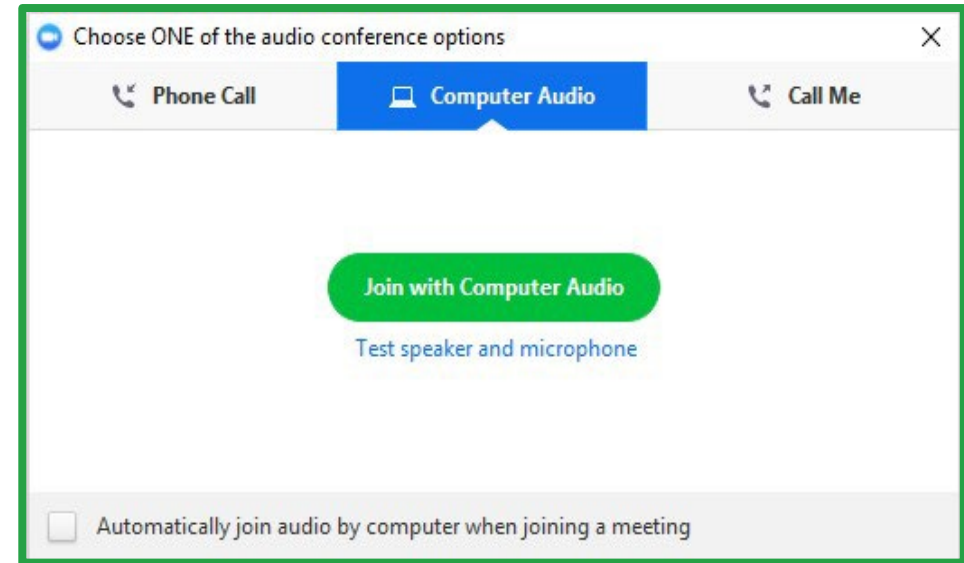 Choose ONE of the audio conference options
Phone Call
Computer Audio
Call Me
Join with Computer Audio
Test speaker and microphone
Automatically join audio by computer when joining a meeting